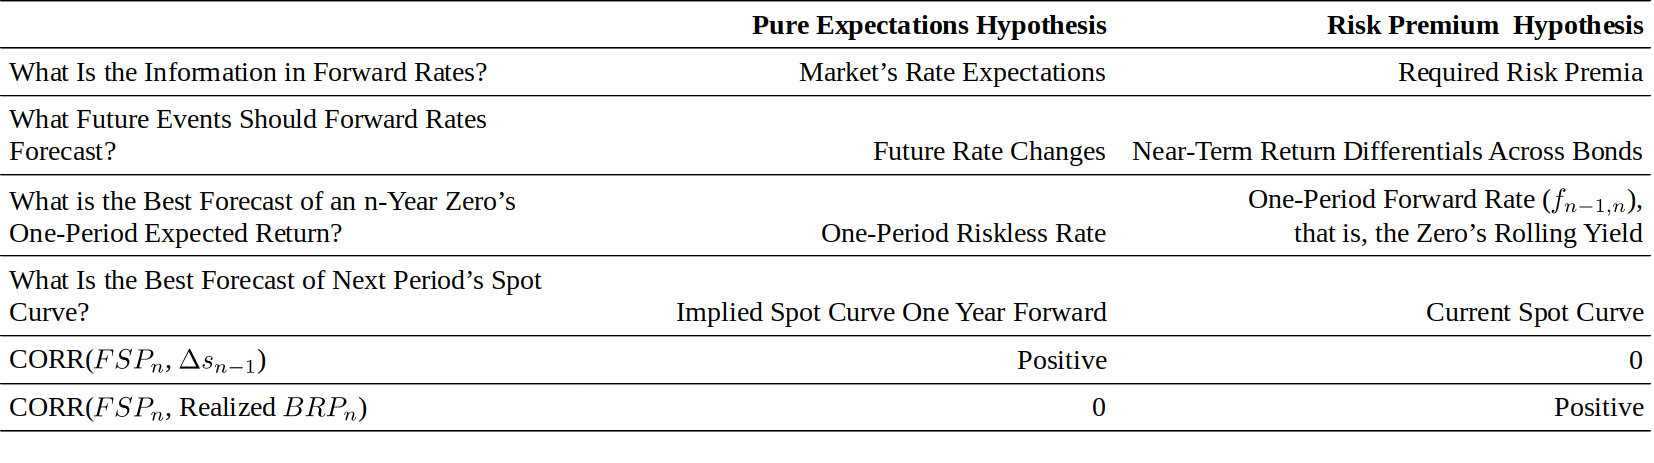 Pure Expectations Hypothesis Risk Premium Hypothesis
What Is the Information in Forward Rates? Market’s Rate Expectations Required Risk Premia
What Future Events Should Forward Rates
Forecast? Future Rate Changes Near-Term Return Differentials Across Bonds
What is the Best Forecast of an n-Year Zero’s One-Period Forward Rate (f_{n−1,n}),
One-Period Expected Return? One-Period Riskless Rate that is, the Zero’s Rolling Yield
What Is the Best Forecast of Next Period’s Spot
Curve? Implied Spot Curve One Year Forward Current Spot Curve
CORR(FSP_n, Δs_{n−1}) Positive 0
CORR(FSP_n, Realized BRP_n) 0 Positive